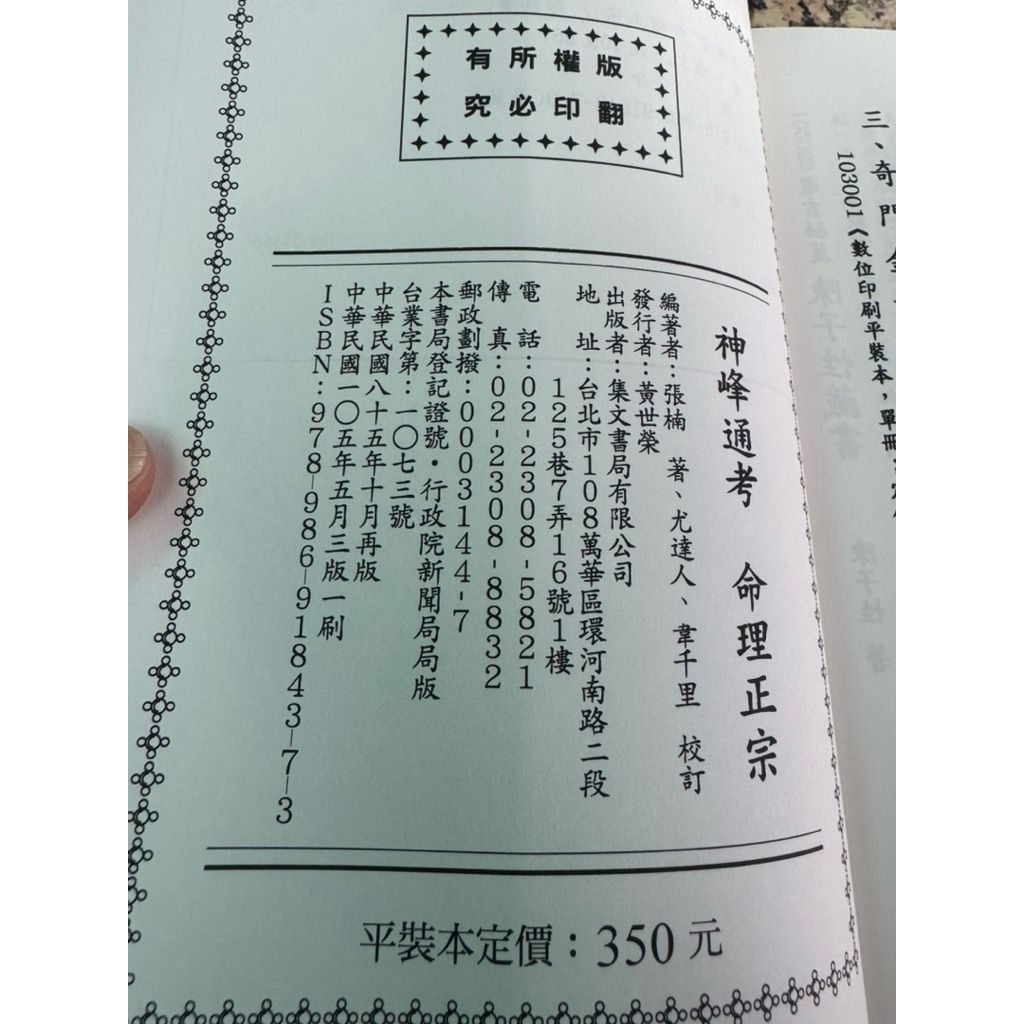 版權所有
翻印必究
神峰通考 命理正宗
編著者：張楠 著、尤達人、韋千里 校訂
發行者：黃世榮
出版者：集文書局有限公司
地 址：台北市108萬華區環河南路二段
125巷7弄16號1樓
電 話：02-2308-5821
傳 真：02-2308-8832
郵政劃撥：0003144-7
本書局登記證號・行政院新聞局局版
台業字第：一〇七三號
中華民國八十五年十月再版
中華民國一〇五年五月三版一刷
ISBN：978-986-91843-7-3
平裝本定價：350元
三、奇門
103001《數位印刷平裝本，單冊